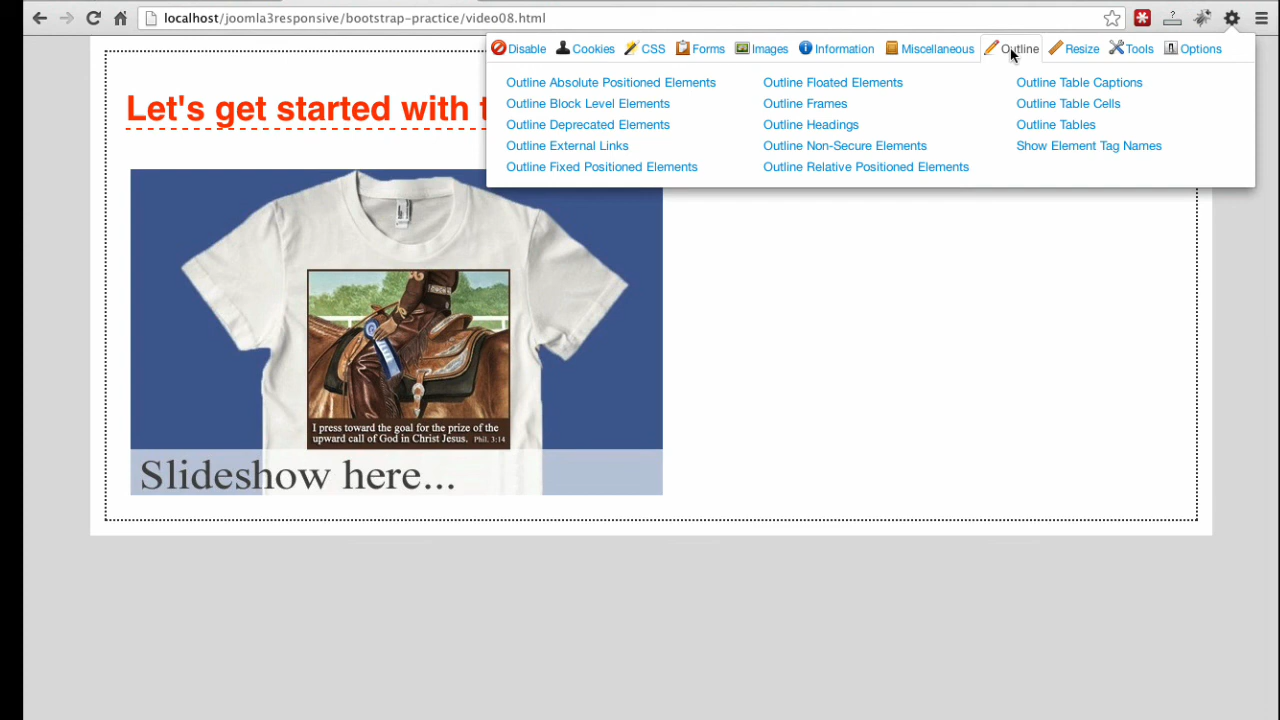 localhost/joomla3responsive/bootstrap-practice/video08.html
?
Disable Cookies CSS Forms Images Information Miscellaneous Outline Resize Tools Options
Outline Absolute Positioned Elements Outline Floated Elements Outline Table Captions
Outline Block Level Elements Outline Frames Outline Table Cells
Outline Deprecated Elements Outline Headings Outline Tables
Outline External Links Outline Non-Secure Elements Show Element Tag Names
Outline Fixed Positioned Elements Outline Relative Positioned Elements
Let's get started with
I press toward the goal for the prize of the
upward call of God in Christ Jesus. Phil. 3:14
Slideshow here...